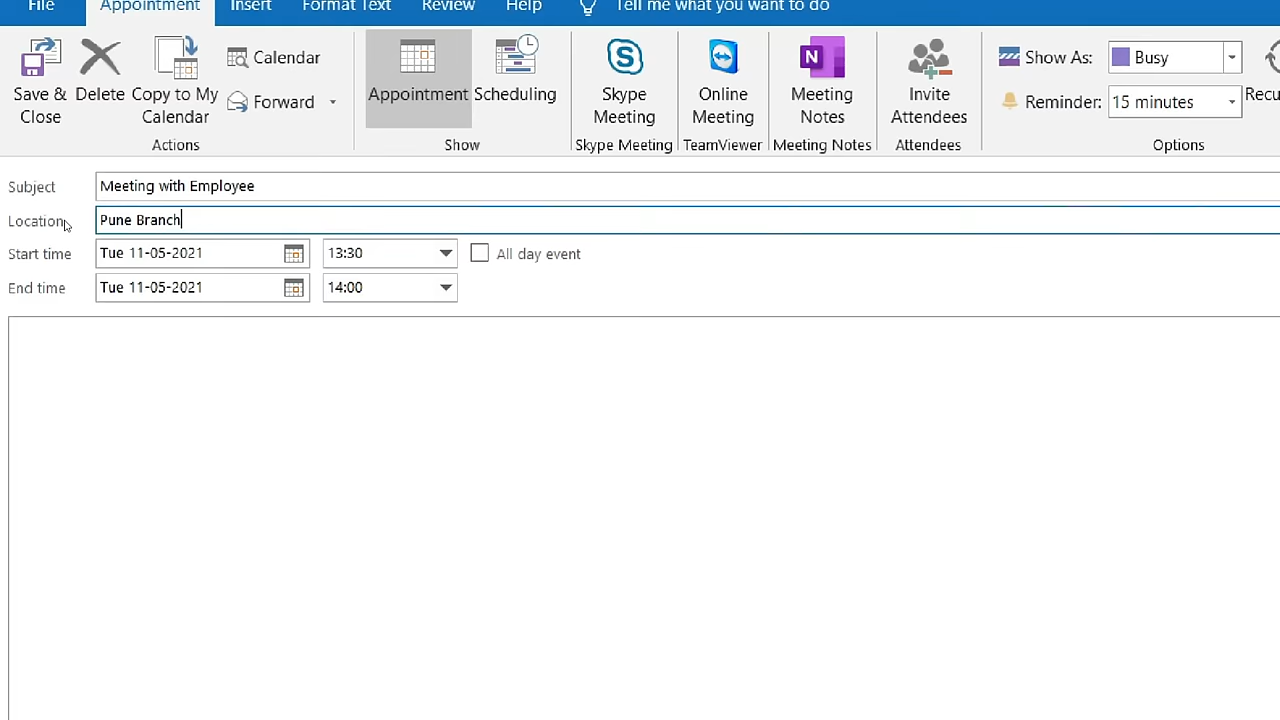 File Appointment Insert Format Text Review Help Tell me what you want to do
Save & Close
Delete
Copy to My Calendar
Calendar
Forward
Actions
Appointment
Scheduling
Show
Skype Meeting
Skype Meeting
Online Meeting
TeamViewer
N
Meeting Notes
Meeting Notes
Invite Attendees
Attendees
Show As: Busy
Reminder: 15 minutes
Options
Subject Meeting with Employee
Location Pune Branch
Start time Tue 11-05-2021 13:30 All day event
End time Tue 11-05-2021 14:00